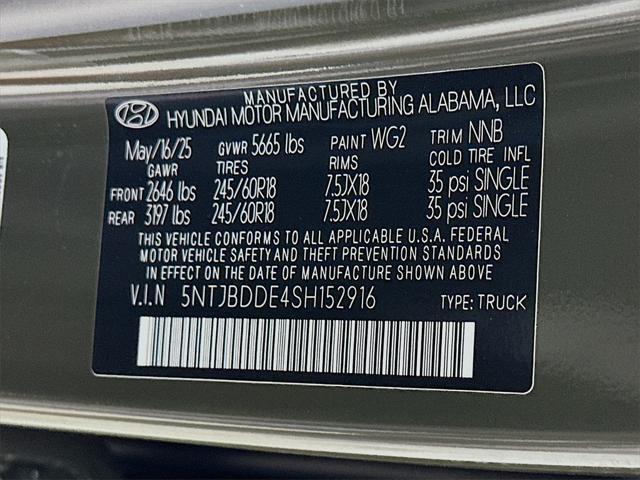 MANUFACTURED BY
HYUNDAI MOTOR MANUFACTURING ALABAMA, LLC
May/16/25 GVWR 5665 lbs PAINT WG2 TRIM NNB
GAWR TIRES RIMS COLD TIRE INFL
FRONT 2646 lbs 245/60R18 7.5JX18 35 psi SINGLE
REAR 3197 lbs 245/60R18 7.5JX18 35 psi SINGLE
THIS VEHICLE CONFORMS TO ALL APPLICABLE U.S.A. FEDERAL
MOTOR VEHICLE SAFETY AND THEFT PREVENTION STANDARDS
IN EFFECT ON THE DATE OF MANUFACTURE SHOWN ABOVE
V.I.N 5NTJBDDE4SH152916 TYPE: TRUCK